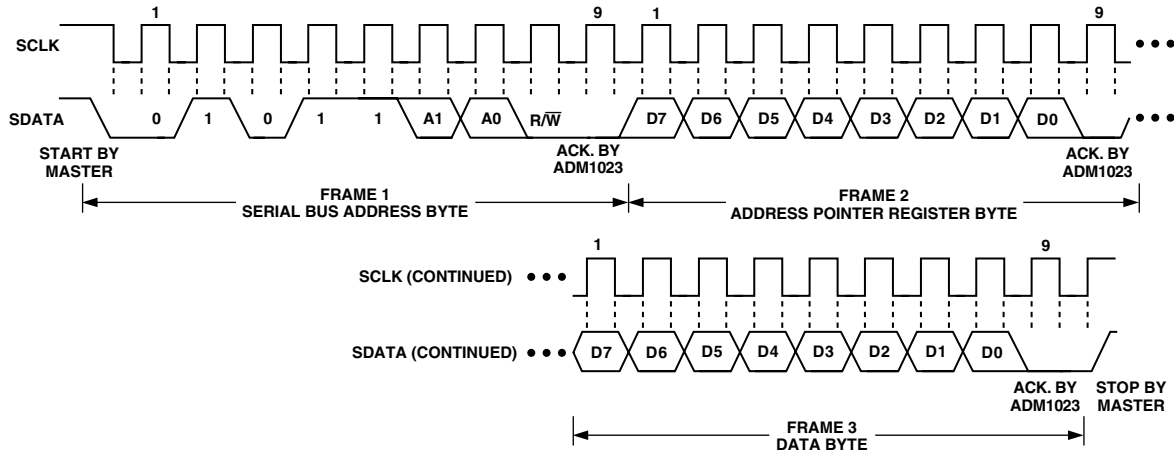 1 9 1 9
SCLK
SDATA 0 1 0 1 1 A1 A0 R/W̅ D7 D6 D5 D4 D3 D2 D1 D0
START BY
MASTER
ACK. BY
ADM1023
ACK. BY
ADM1023
FRAME 1
SERIAL BUS ADDRESS BYTE
FRAME 2
ADDRESS POINTER REGISTER BYTE
1 9
SCLK (CONTINUED)
SDATA (CONTINUED) D7 D6 D5 D4 D3 D2 D1 D0
ACK. BY
ADM1023
STOP BY
MASTER
FRAME 3
DATA BYTE